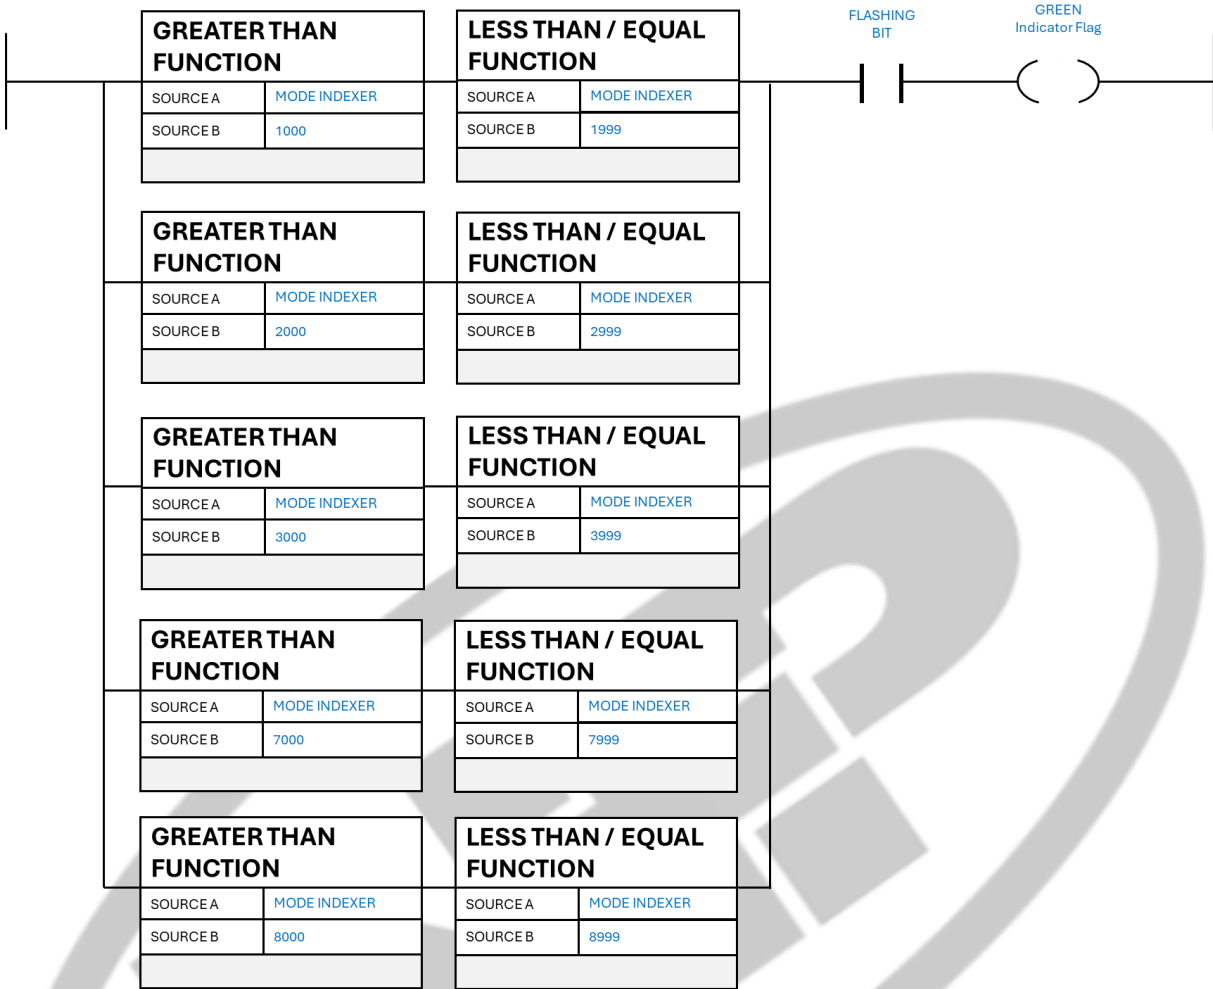 GREATER THAN
FUNCTION
SOURCE A
MODE INDEXER
SOURCE B
1000
LESS THAN / EQUAL
FUNCTION
SOURCE A
MODE INDEXER
SOURCE B
1999
FLASHING
BIT
GREEN
Indicator Flag
GREATER THAN
FUNCTION
SOURCE A
MODE INDEXER
SOURCE B
2000
LESS THAN / EQUAL
FUNCTION
SOURCE A
MODE INDEXER
SOURCE B
2999
GREATER THAN
FUNCTION
SOURCE A
MODE INDEXER
SOURCE B
3000
LESS THAN / EQUAL
FUNCTION
SOURCE A
MODE INDEXER
SOURCE B
3999
GREATER THAN
FUNCTION
SOURCE A
MODE INDEXER
SOURCE B
7000
LESS THAN / EQUAL
FUNCTION
SOURCE A
MODE INDEXER
SOURCE B
7999
GREATER THAN
FUNCTION
SOURCE A
MODE INDEXER
SOURCE B
8000
LESS THAN / EQUAL
FUNCTION
SOURCE A
MODE INDEXER
SOURCE B
8999